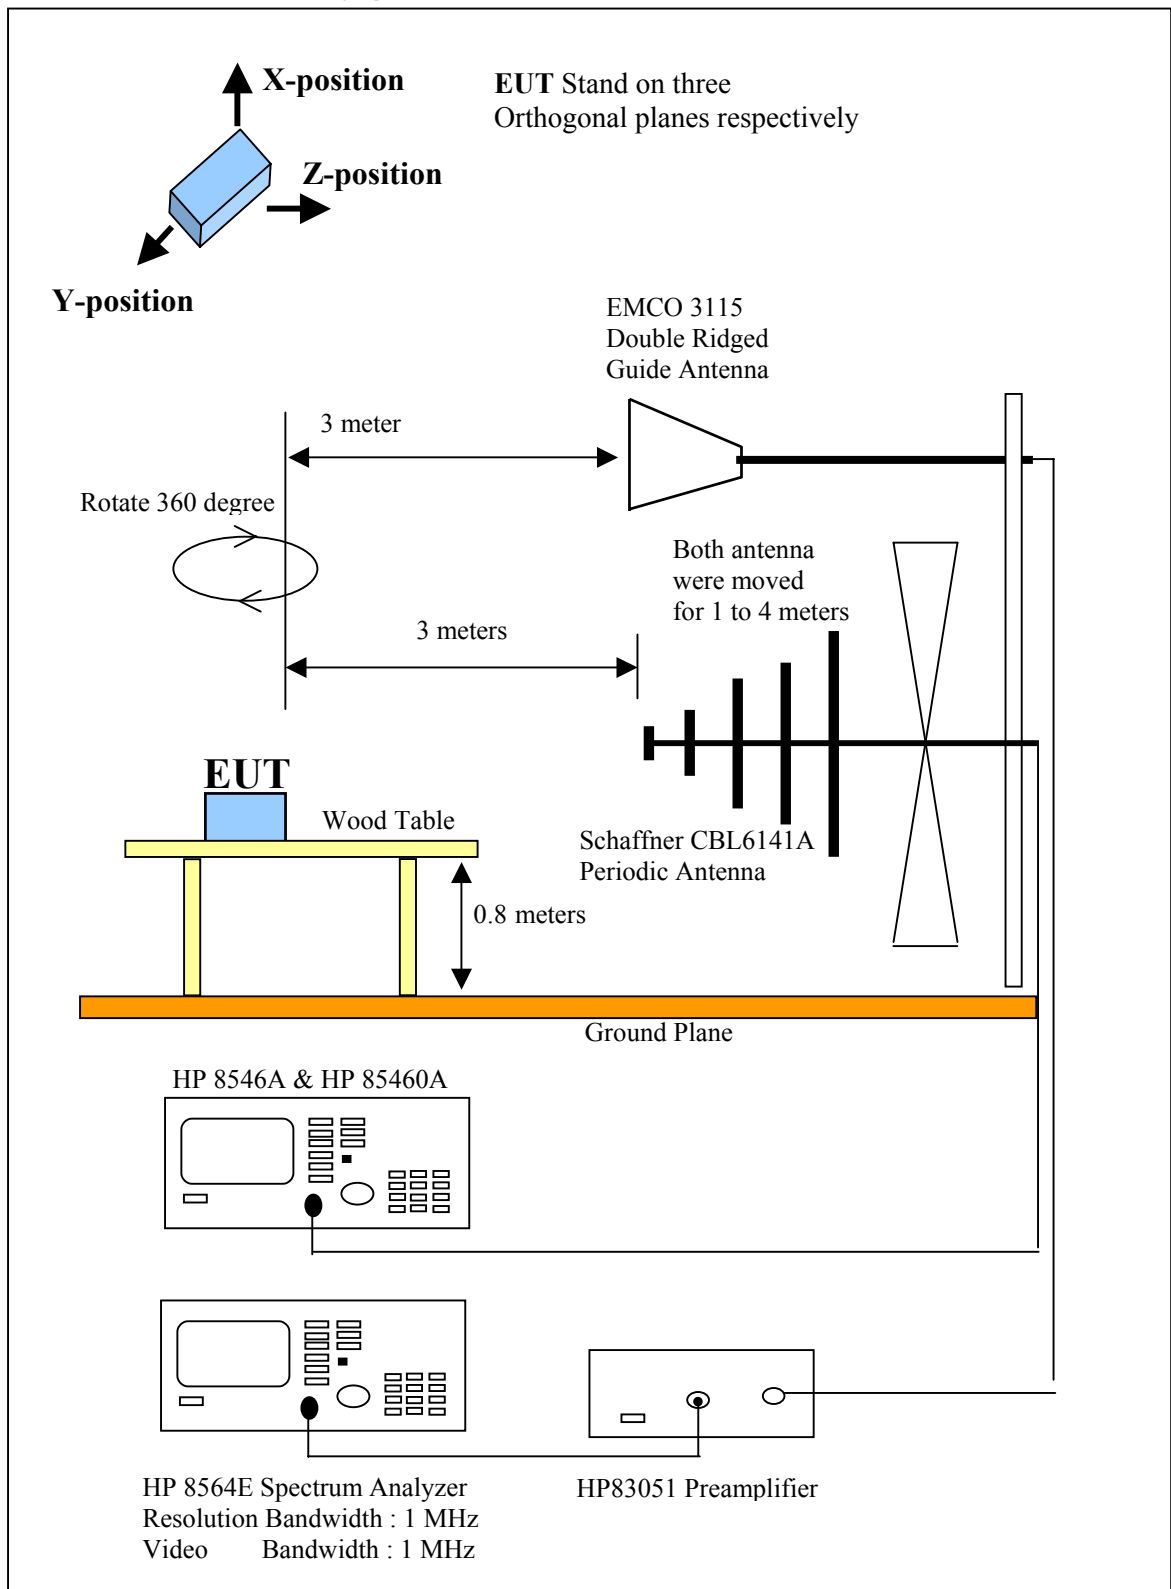 X-position
EUT Stand on three
Orthogonal planes respectively
Z-position
Y-position
EMCO 3115
Double Ridged
Guide Antenna
3 meter
Rotate 360 degree
Both antenna
were moved
for 1 to 4 meters
3 meters
EUT
Wood Table
Schaffner CBL6141A
Periodic Antenna
0.8 meters
Ground Plane
HP 8546A & HP 85460A
HP 8564E Spectrum Analyzer
Resolution Bandwidth : 1 MHz
Video Bandwidth : 1 MHz
HP83051 Preamplifier